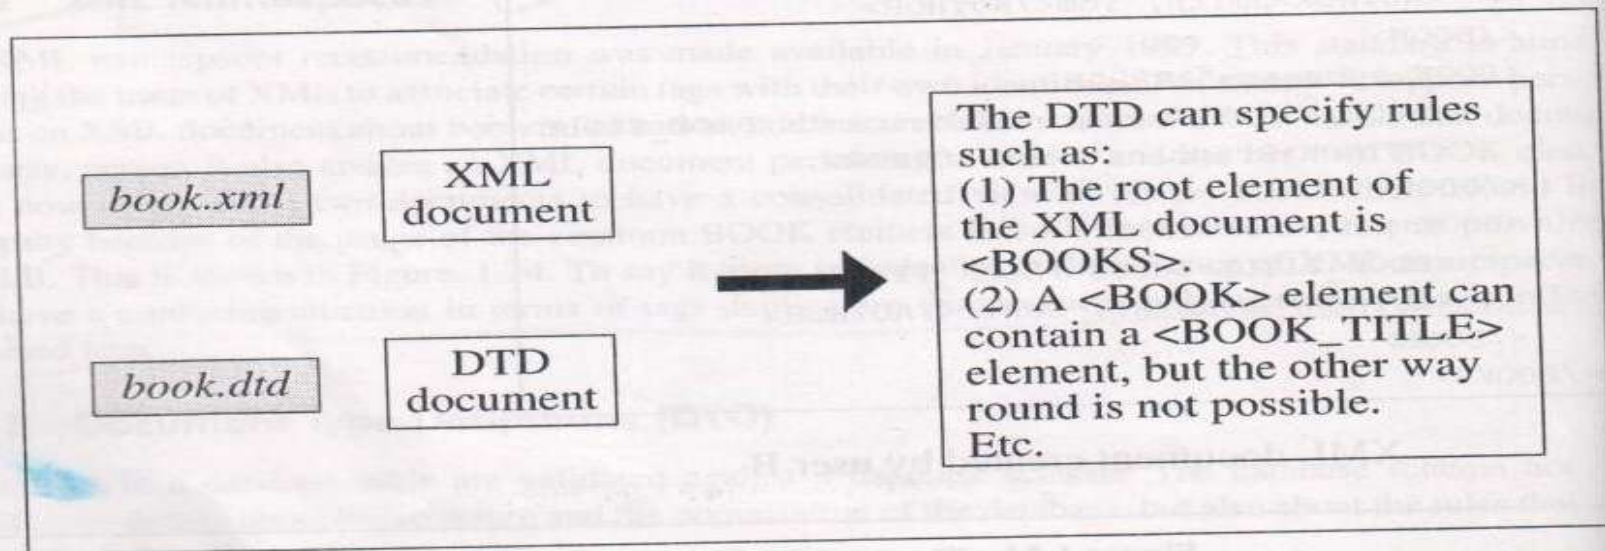 book.xml
XML
document
book.dtd
DTD
document
The DTD can specify rules
such as:
(1) The root element of
the XML document is
<BOOKS>.
(2) A <BOOK> element can
contain a <BOOK_TITLE>
element, but the other way
round is not possible.
Etc.